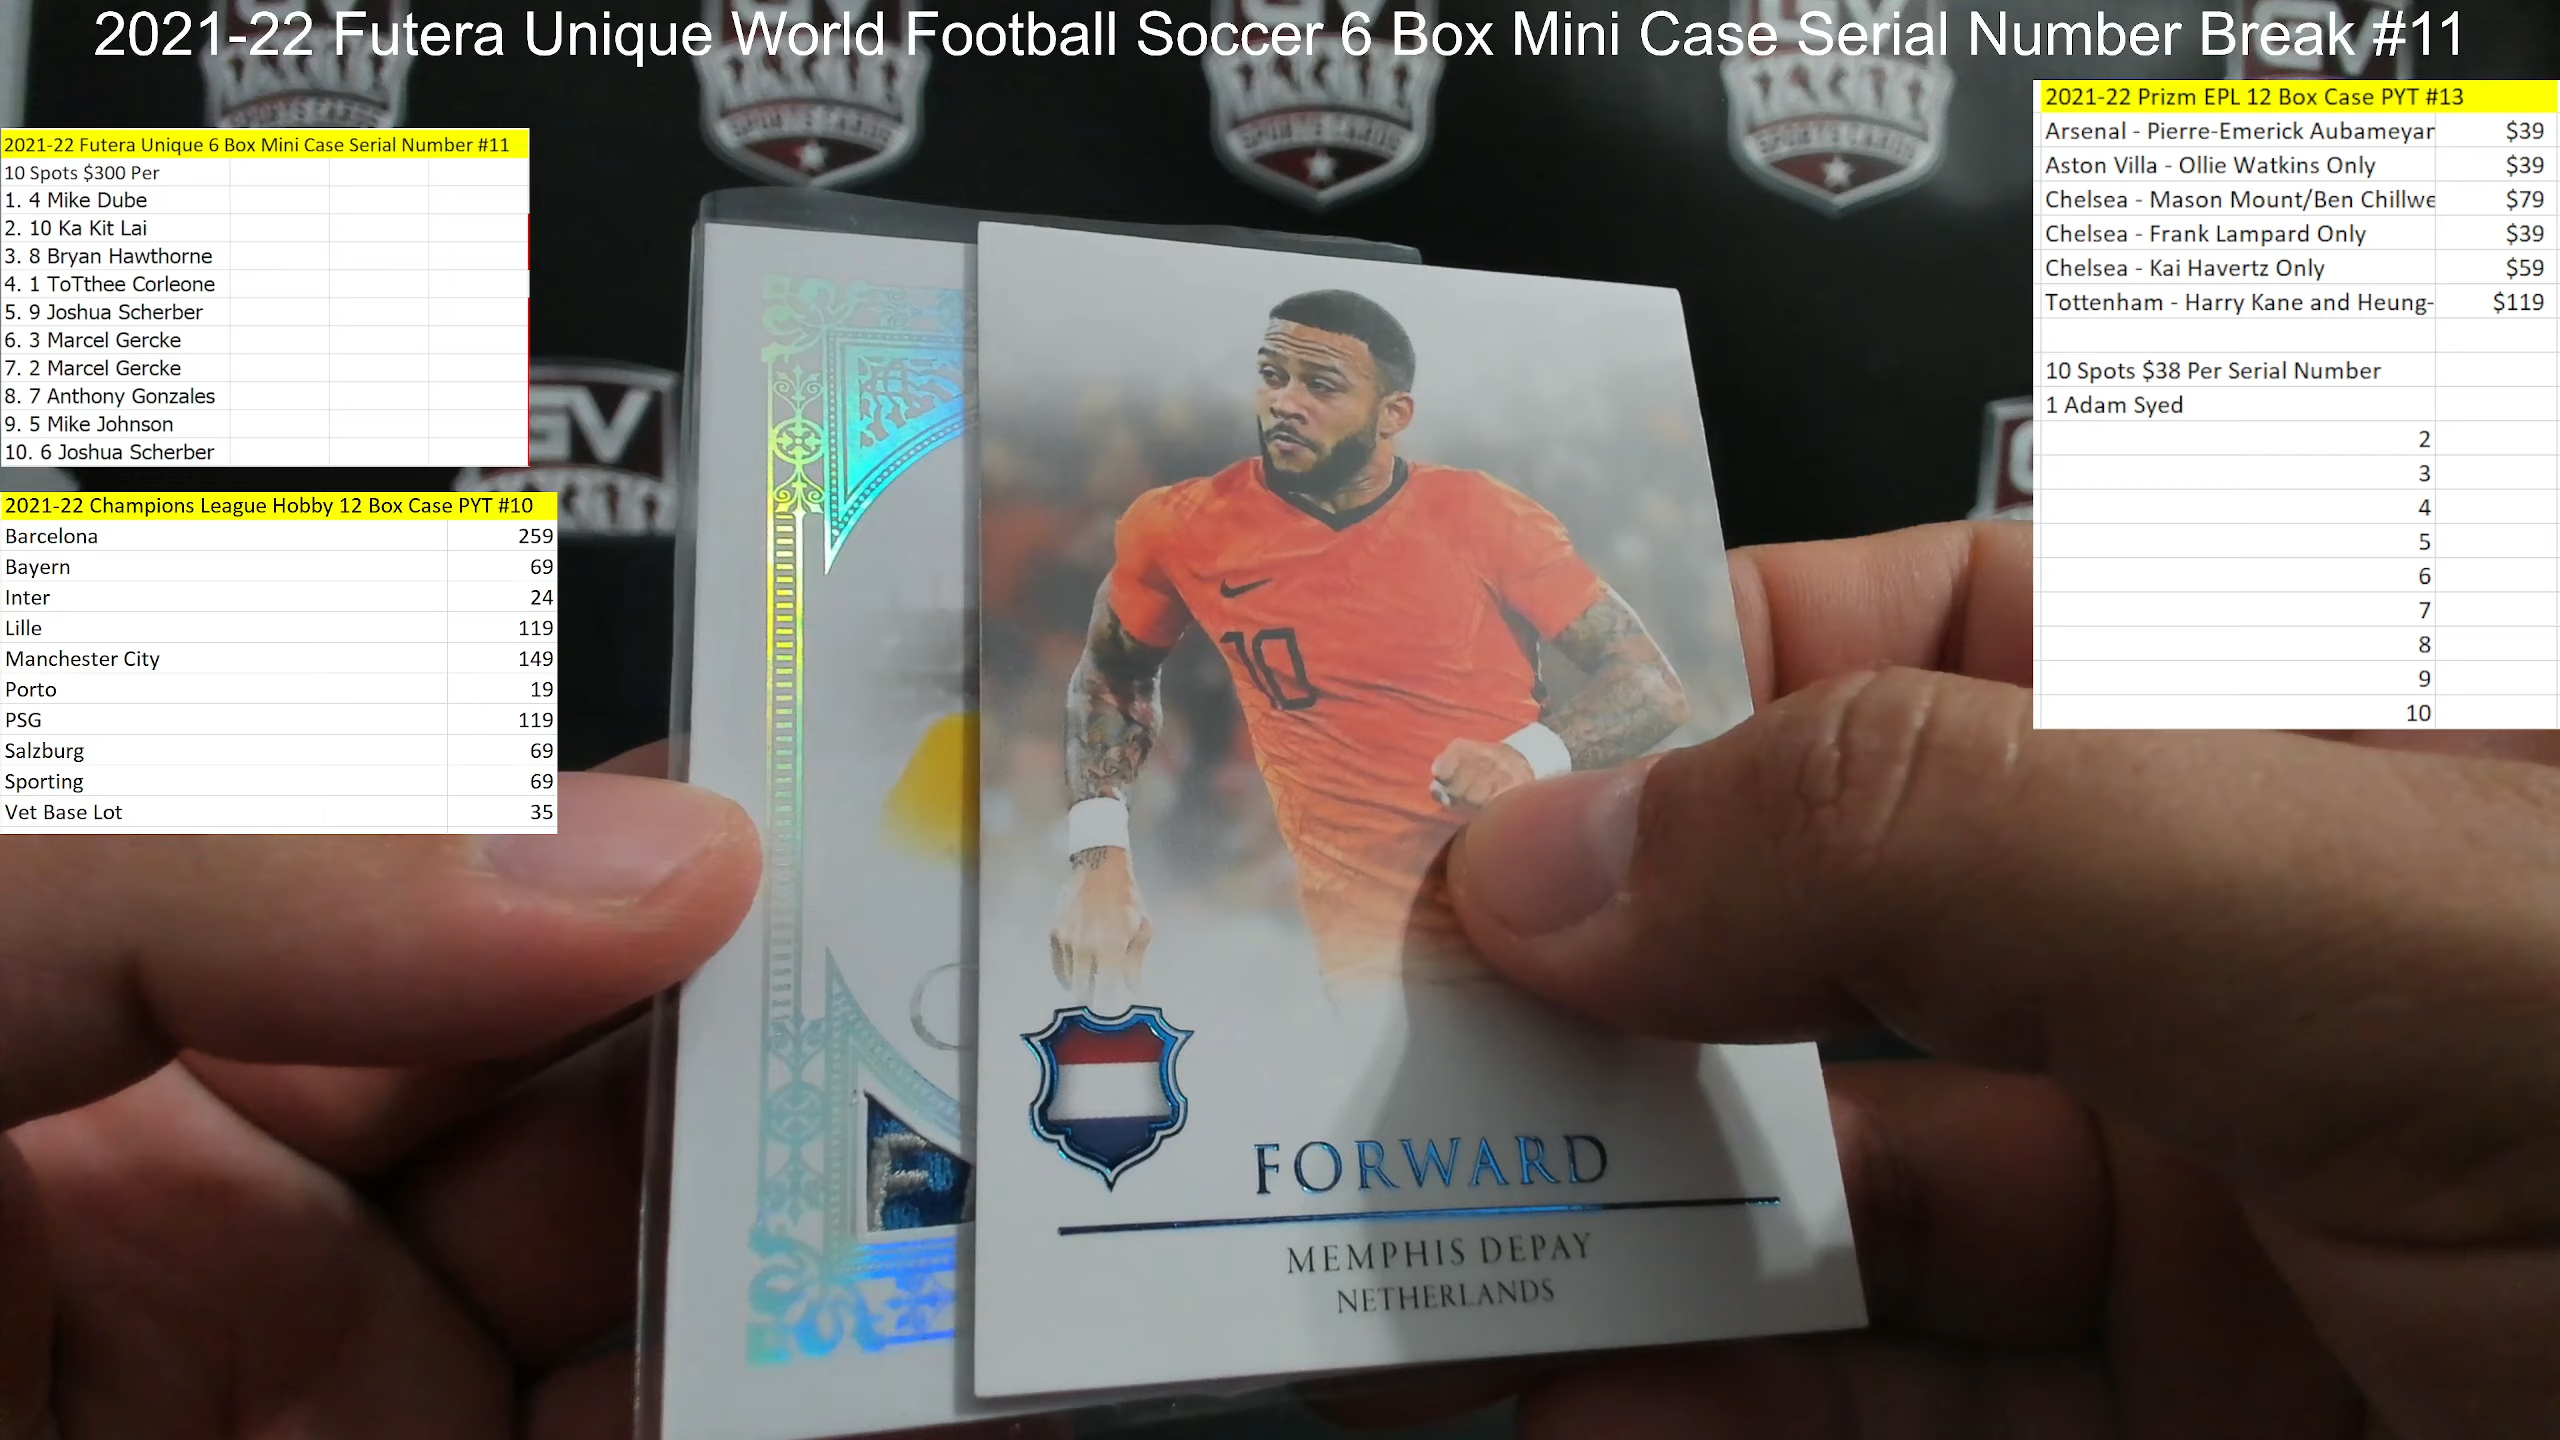 2021-22 Futera Unique World Football Soccer 6 Box Mini Case Serial Number Break #11
2021-22 Futera Unique 6 Box Mini Case Serial Number #11
10 Spots $300 Per
1. 4 Mike Dube
2. 10 Ka Kit Lai
3. 8 Bryan Hawthorne
4. 1 ToTthee Corleone
5. 9 Joshua Scherber
6. 3 Marcel Gercke
7. 2 Marcel Gercke
8. 7 Anthony Gonzales
9. 5 Mike Johnson
10. 6 Joshua Scherber
2021-22 Champions League Hobby 12 Box Case PYT #10
Barcelona 259
Bayern 69
Inter 24
Lille 119
Manchester City 149
Porto 19
PSG 119
Salzburg 69
Sporting 69
Vet Base Lot 35
2021-22 Prizm EPL 12 Box Case PYT #13
Arsenal - Pierre-Emerick Aubameyar $39
Aston Villa - Ollie Watkins Only $39
Chelsea - Mason Mount/Ben Chillwe $79
Chelsea - Frank Lampard Only $39
Chelsea - Kai Havertz Only $59
Tottenham - Harry Kane and Heung- $119
10 Spots $38 Per Serial Number
1 Adam Syed
2
3
4
5
6
7
8
9
10
GV
SPORTS CARDS
SPORTS CARDS
SPORTS CARDS
10
FORWARD
MEMPHIS DEPAY
NETHERLANDS